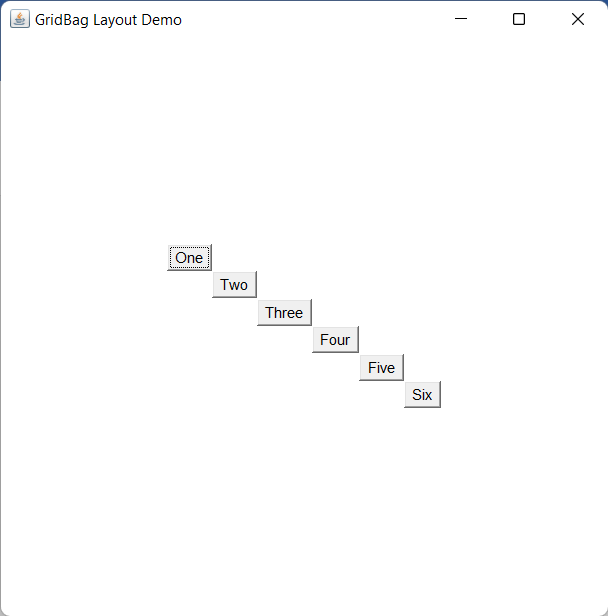 GridBag Layout Demo
One
Two
Three
Four
Five
Six